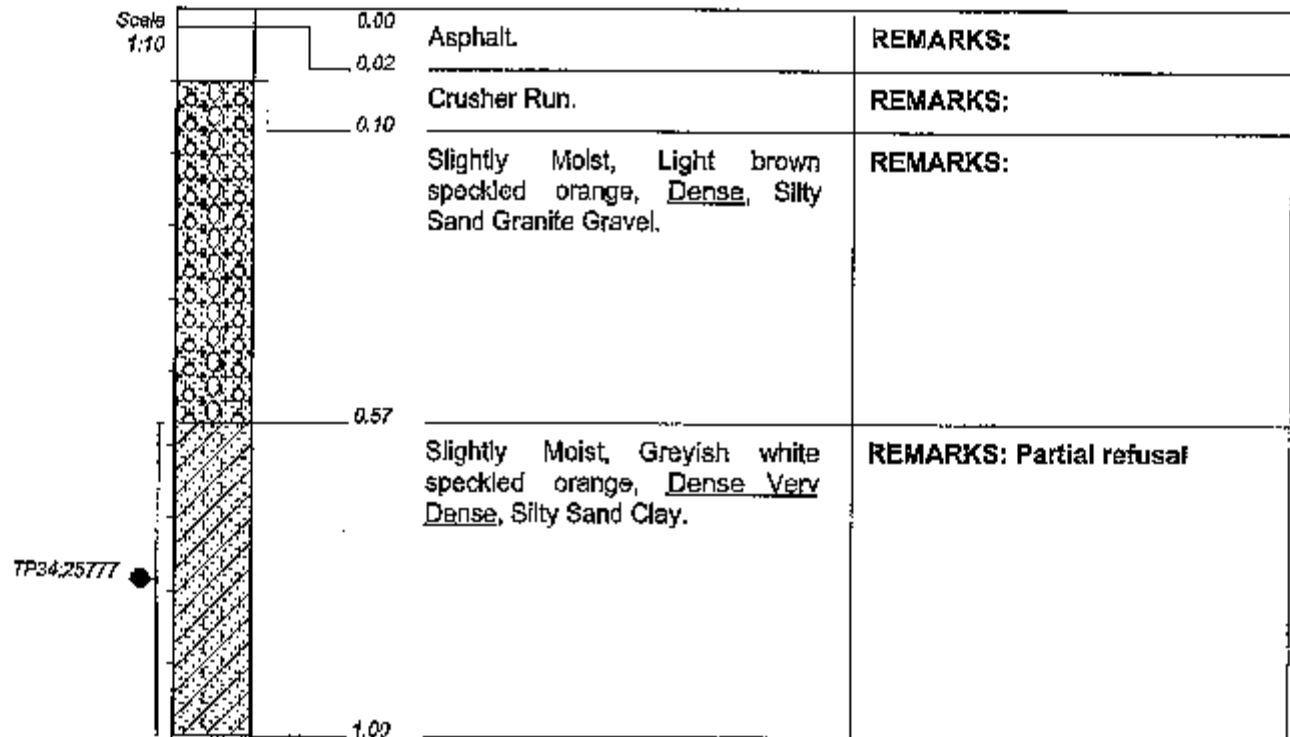 Scale
1:10
0.00
Asphalt.
REMARKS:
0.02
Crusher Run.
REMARKS:
0.10
Slightly Moist, Light brown
speckled orange, Dense, Silty
Sand Granite Gravel.
REMARKS:
0.57
Slightly Moist, Greyish white
speckled orange, Dense Very
Dense, Silty Sand Clay.
REMARKS: Partial refusal
TP34:25777
1.00